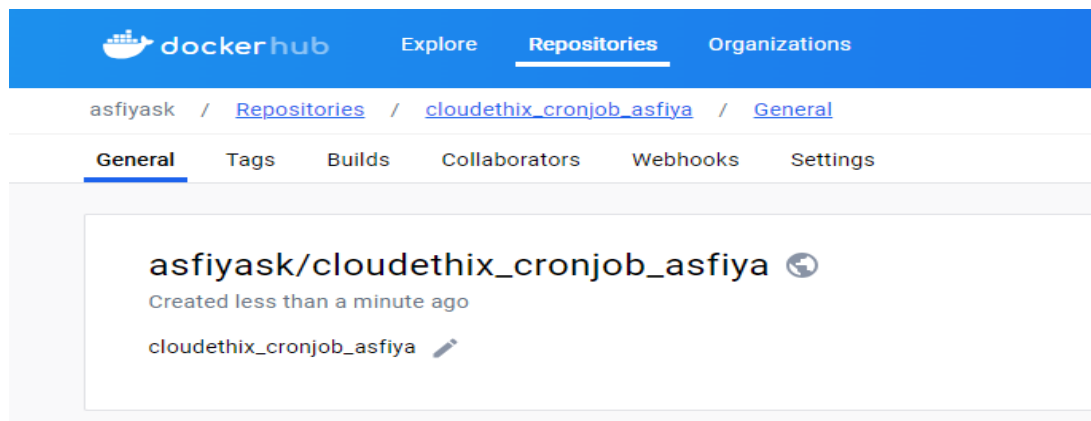 dockerhub Explore Repositories Organizations
asfiyask / Repositories / cloudethix_cronjob_asfiya / General
General Tags Builds Collaborators Webhooks Settings
asfiyask/cloudethix_cronjob_asfiya
Created less than a minute ago
cloudethix_cronjob_asfiya